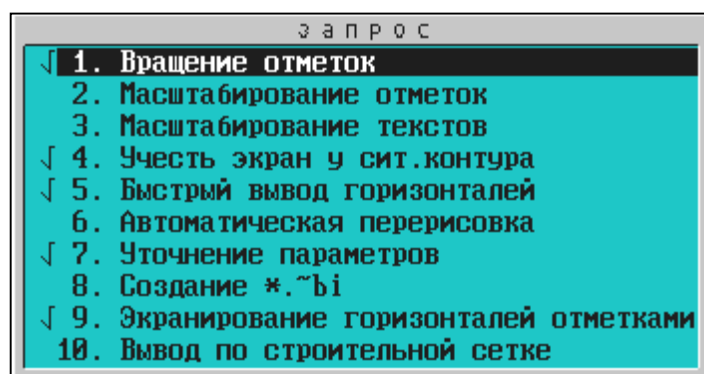 запрос
√ 1. Вращение отметок
2. Масштабирование отметок
3. Масштабирование текстов
√ 4. Учесть экран у сит.контура
√ 5. Быстрый вывод горизонталей
6. Автоматическая перерисовка
√ 7. Уточнение параметров
8. Создание *.~bi
√ 9. Экранирование горизонталей отметками
10. Вывод по строительной сетке